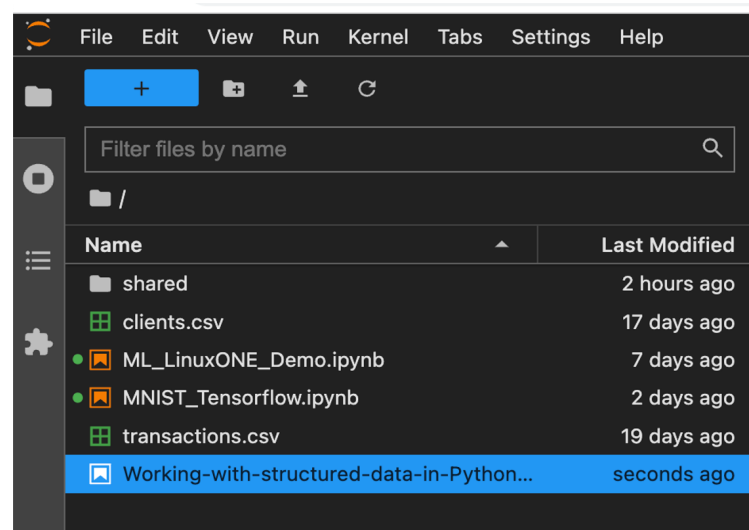 File Edit View Run Kernel Tabs Settings Help
+
Filter files by name
/
Name Last Modified
shared 2 hours ago
clients.csv 17 days ago
ML_LinuxONE_Demo.ipynb 7 days ago
MNIST_Tensorflow.ipynb 2 days ago
transactions.csv 19 days ago
Working-with-structured-data-in-Python... seconds ago